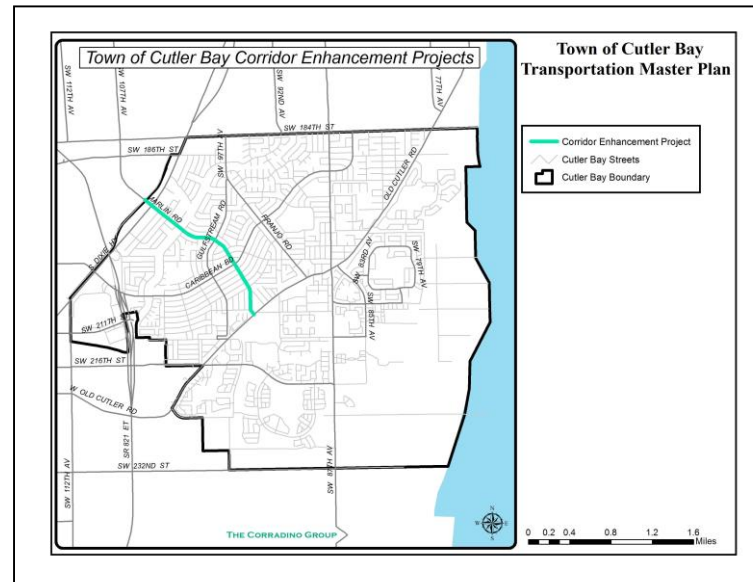 Town of Cutler Bay Corridor Enhancement Projects
Town of Cutler Bay
Transportation Master Plan
Corridor Enhancement Project
Cutler Bay Streets
Cutler Bay Boundary
SW 112TH AV
SW 107TH AV
SW 92ND AV
77TH AV
SW 184TH ST
SW 186TH ST
SW 97TH AV
OLD CUTLER RD
MARLIN RD
GULFSTREAM RD
FRANJO RD
S DIXIE HY
CARIBBEAN BD
SW 83RD AV
SW 79TH AV
SW 85TH AV
SW 211TH ST
SW 216TH ST
W OLD CUTLER RD
SR 821 ET
SW 112TH AV
SW 232ND ST
SW 87TH AV
N
W
E
S
THE CORRADINO GROUP
0 0.2 0.4 0.8 1.2 1.6
Miles